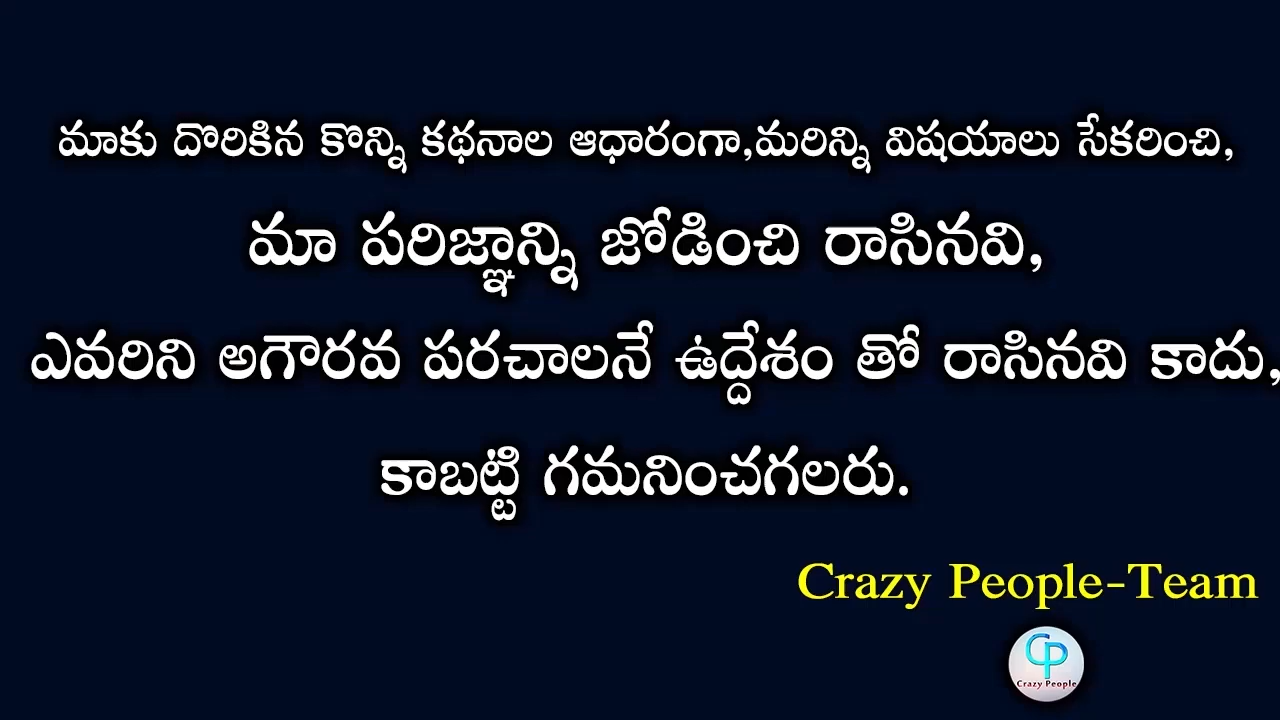 మాకు దొరికిన కొన్ని కథనాల ఆధారంగా,మరిన్ని విషయాలు సేకరించి,
మా పరిజ్ఞాన్ని జోడించి రాసినవి,
ఎవరిని అగౌరవ పరచాలనే ఉద్దేశం తో రాసినవి కాదు,
కాబట్టి గమనించగలరు.
Crazy People-Team
CP
Crazy People